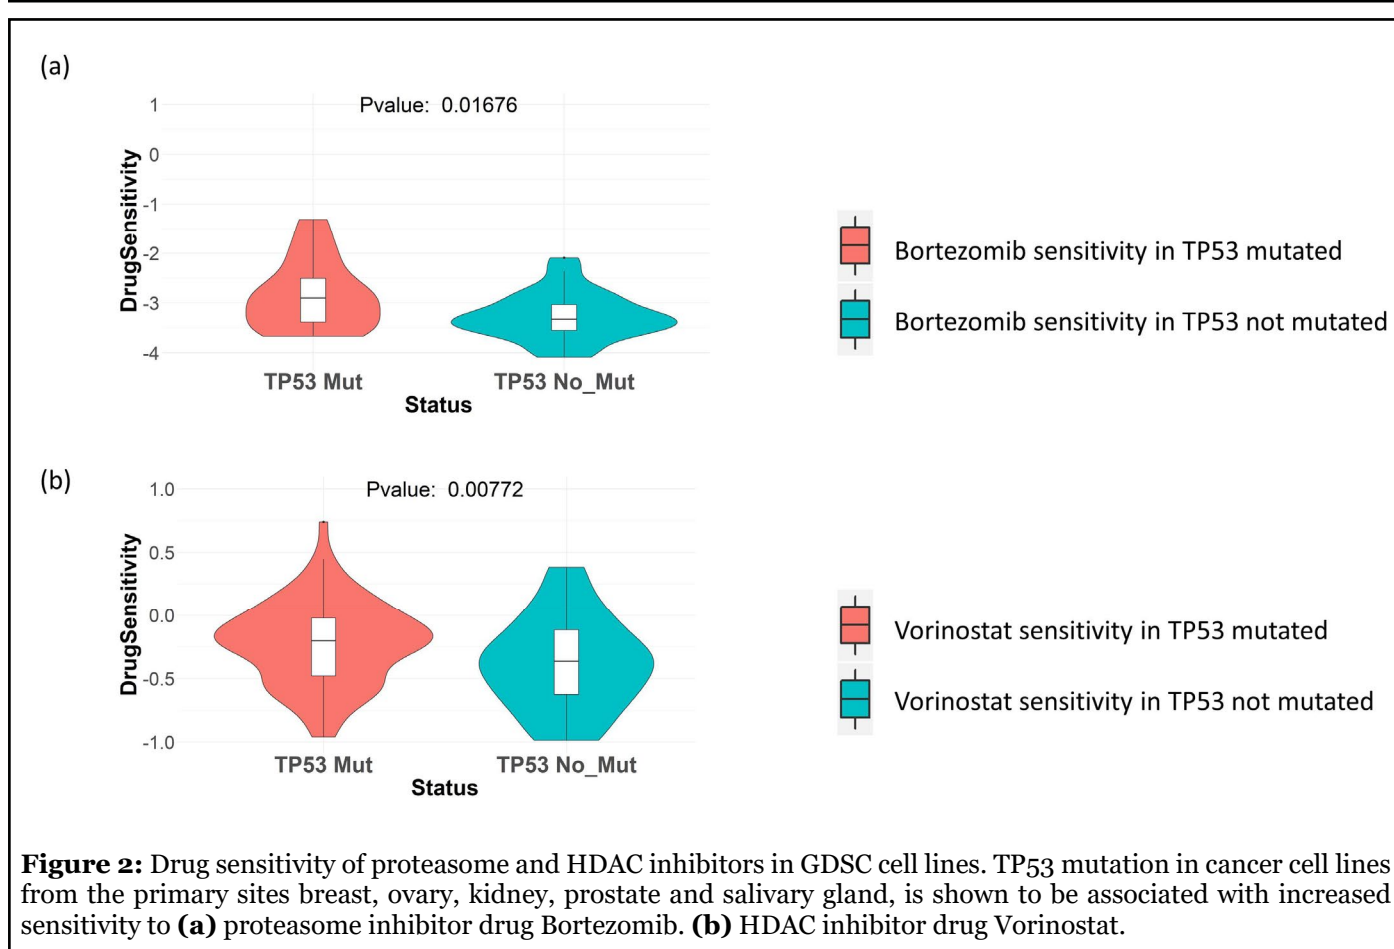 (a)
Pvalue: 0.01676
1
0
-1
-2
-3
-4
DrugSensitivity
TP53 Mut
TP53 No_Mut
Status
Bortezomib sensitivity in TP53 mutated
Bortezomib sensitivity in TP53 not mutated
(b)
Pvalue: 0.00772
1.0
0.5
0.0
-0.5
-1.0
DrugSensitivity
TP53 Mut
TP53 No_Mut
Status
Vorinostat sensitivity in TP53 mutated
Vorinostat sensitivity in TP53 not mutated
Figure 2: Drug sensitivity of proteasome and HDAC inhibitors in GDSC cell lines. TP53 mutation in cancer cell lines
from the primary sites breast, ovary, kidney, prostate and salivary gland, is shown to be associated with increased
sensitivity to (a) proteasome inhibitor drug Bortezomib. (b) HDAC inhibitor drug Vorinostat.